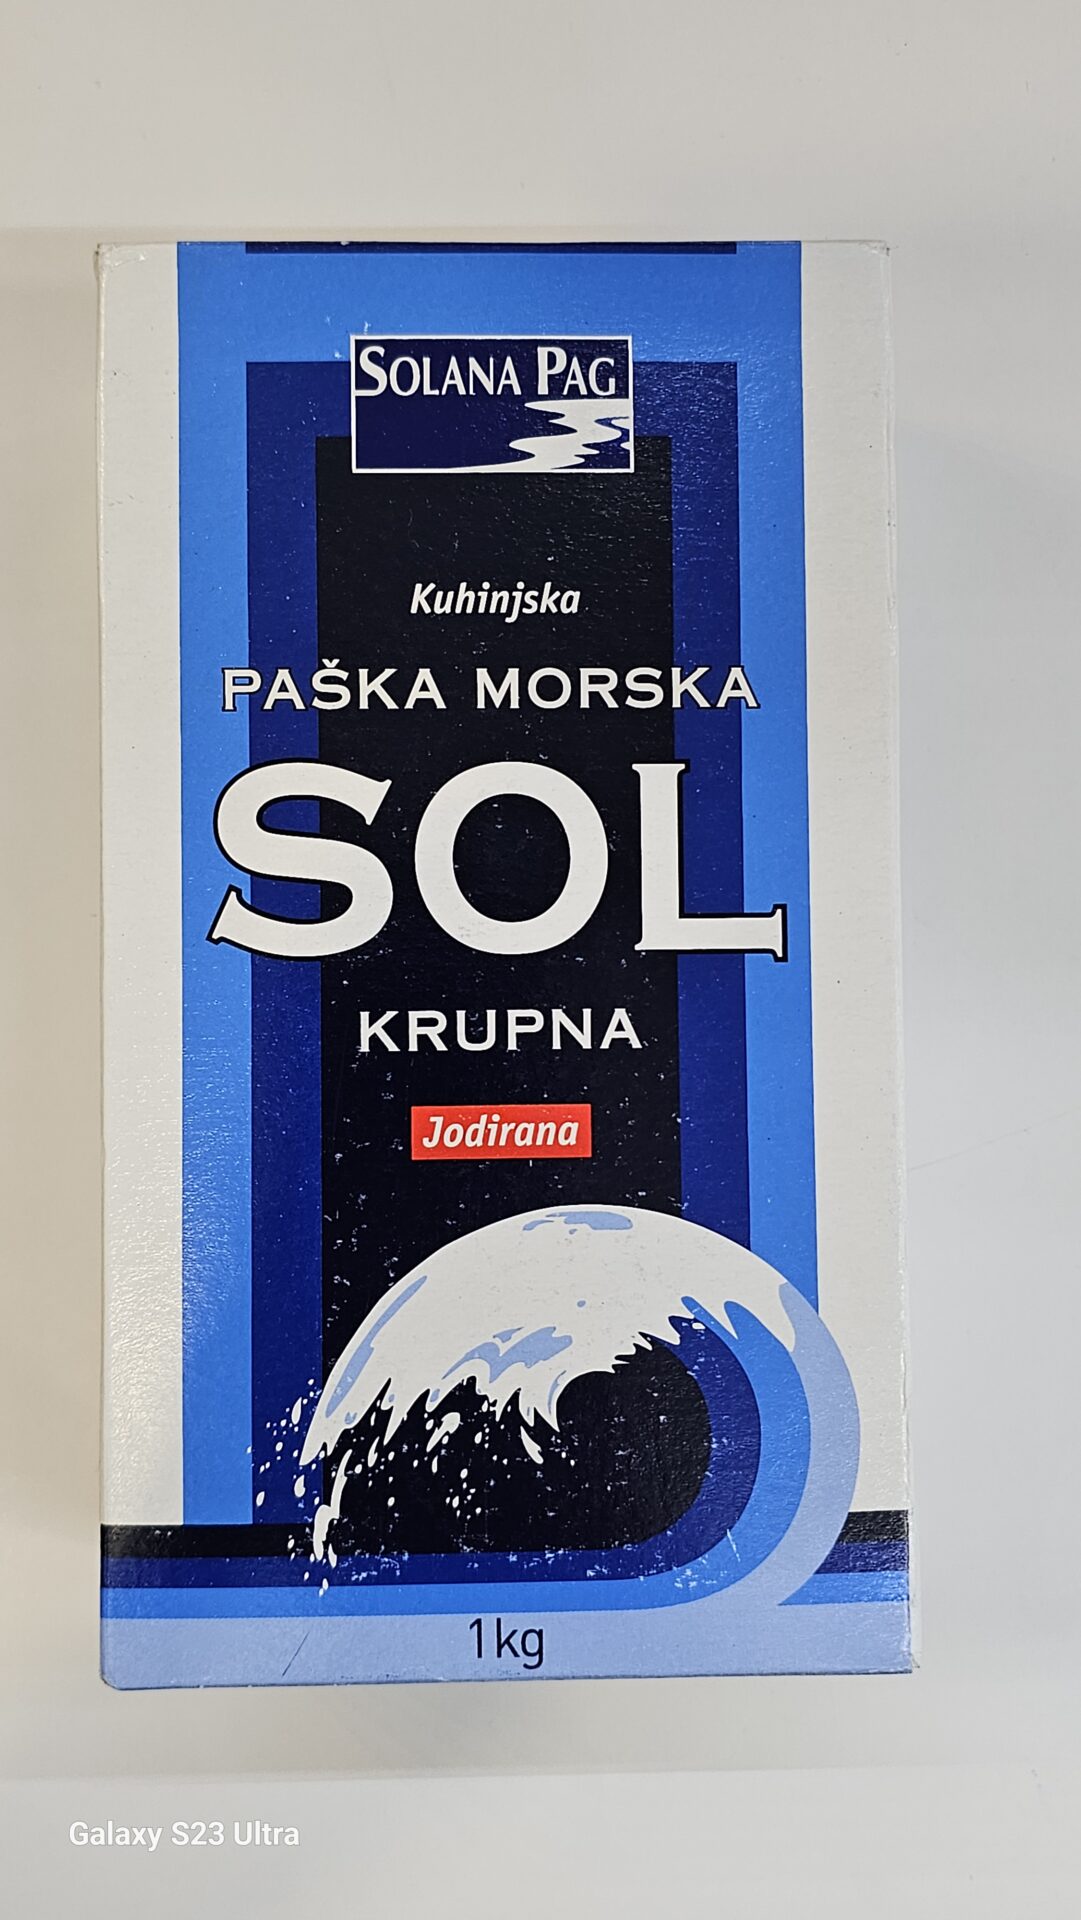 SOLANA PAG
Kuhinjska
PAŠKA MORSKA
SOL
KRUPNA
Jodirana
1kg
Galaxy S23 Ultra